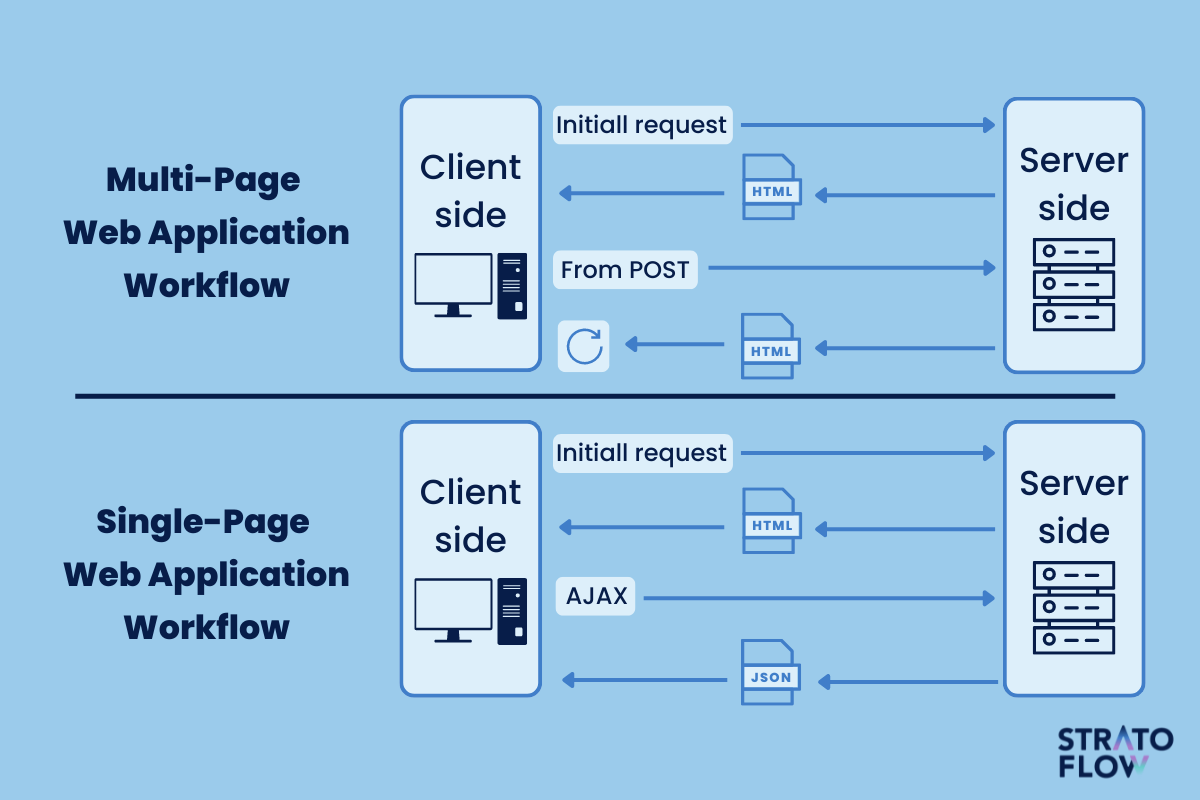 Multi-Page
Web Application
Workflow
Client
side
Initiall request
HTML
From POST
HTML
Server
side
Single-Page
Web Application
Workflow
Client
side
Initiall request
HTML
AJAX
JSON
Server
side
STRATO
FLOW